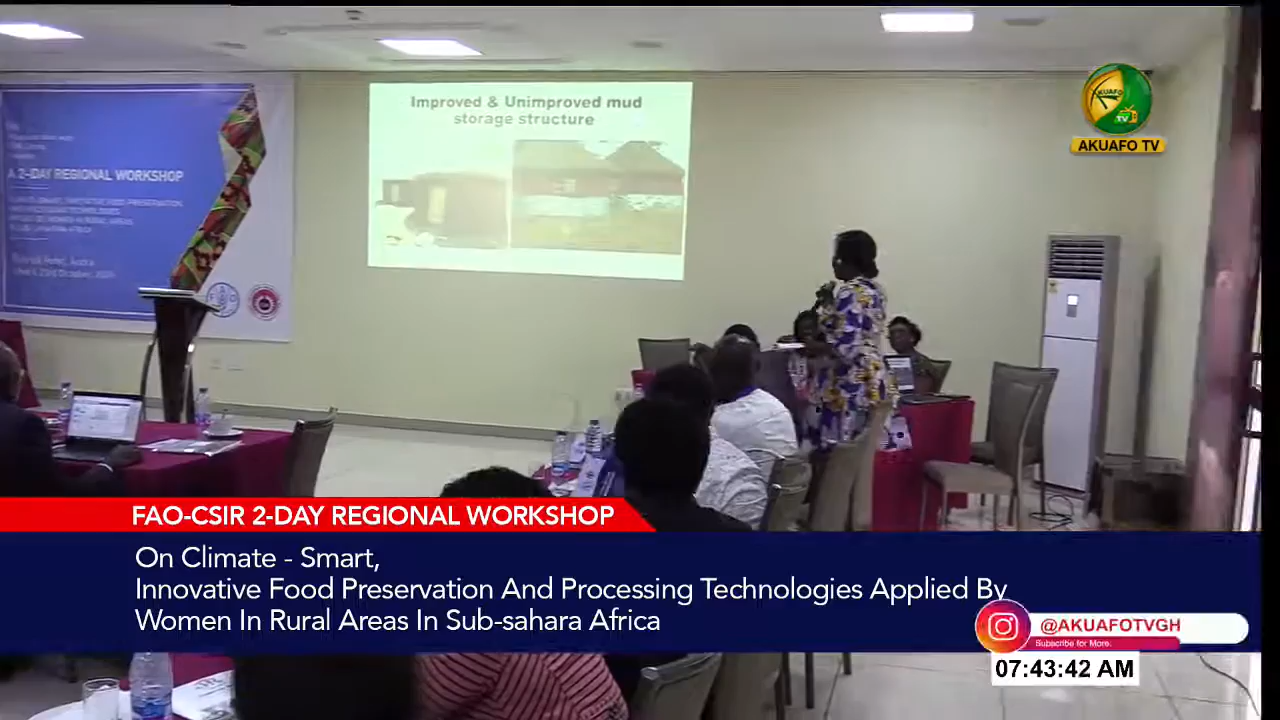 A 2-DAY REGIONAL WORKSHOP
Improved & Unimproved mud
storage structure
AKUAFO
TV
AKUAFO TV
FAO-CSIR 2-DAY REGIONAL WORKSHOP
On Climate - Smart,
Innovative Food Preservation And Processing Technologies Applied By
Women In Rural Areas In Sub-sahara Africa
@AKUAFOTVGH
Subscribe for More.
07:43:42 AM